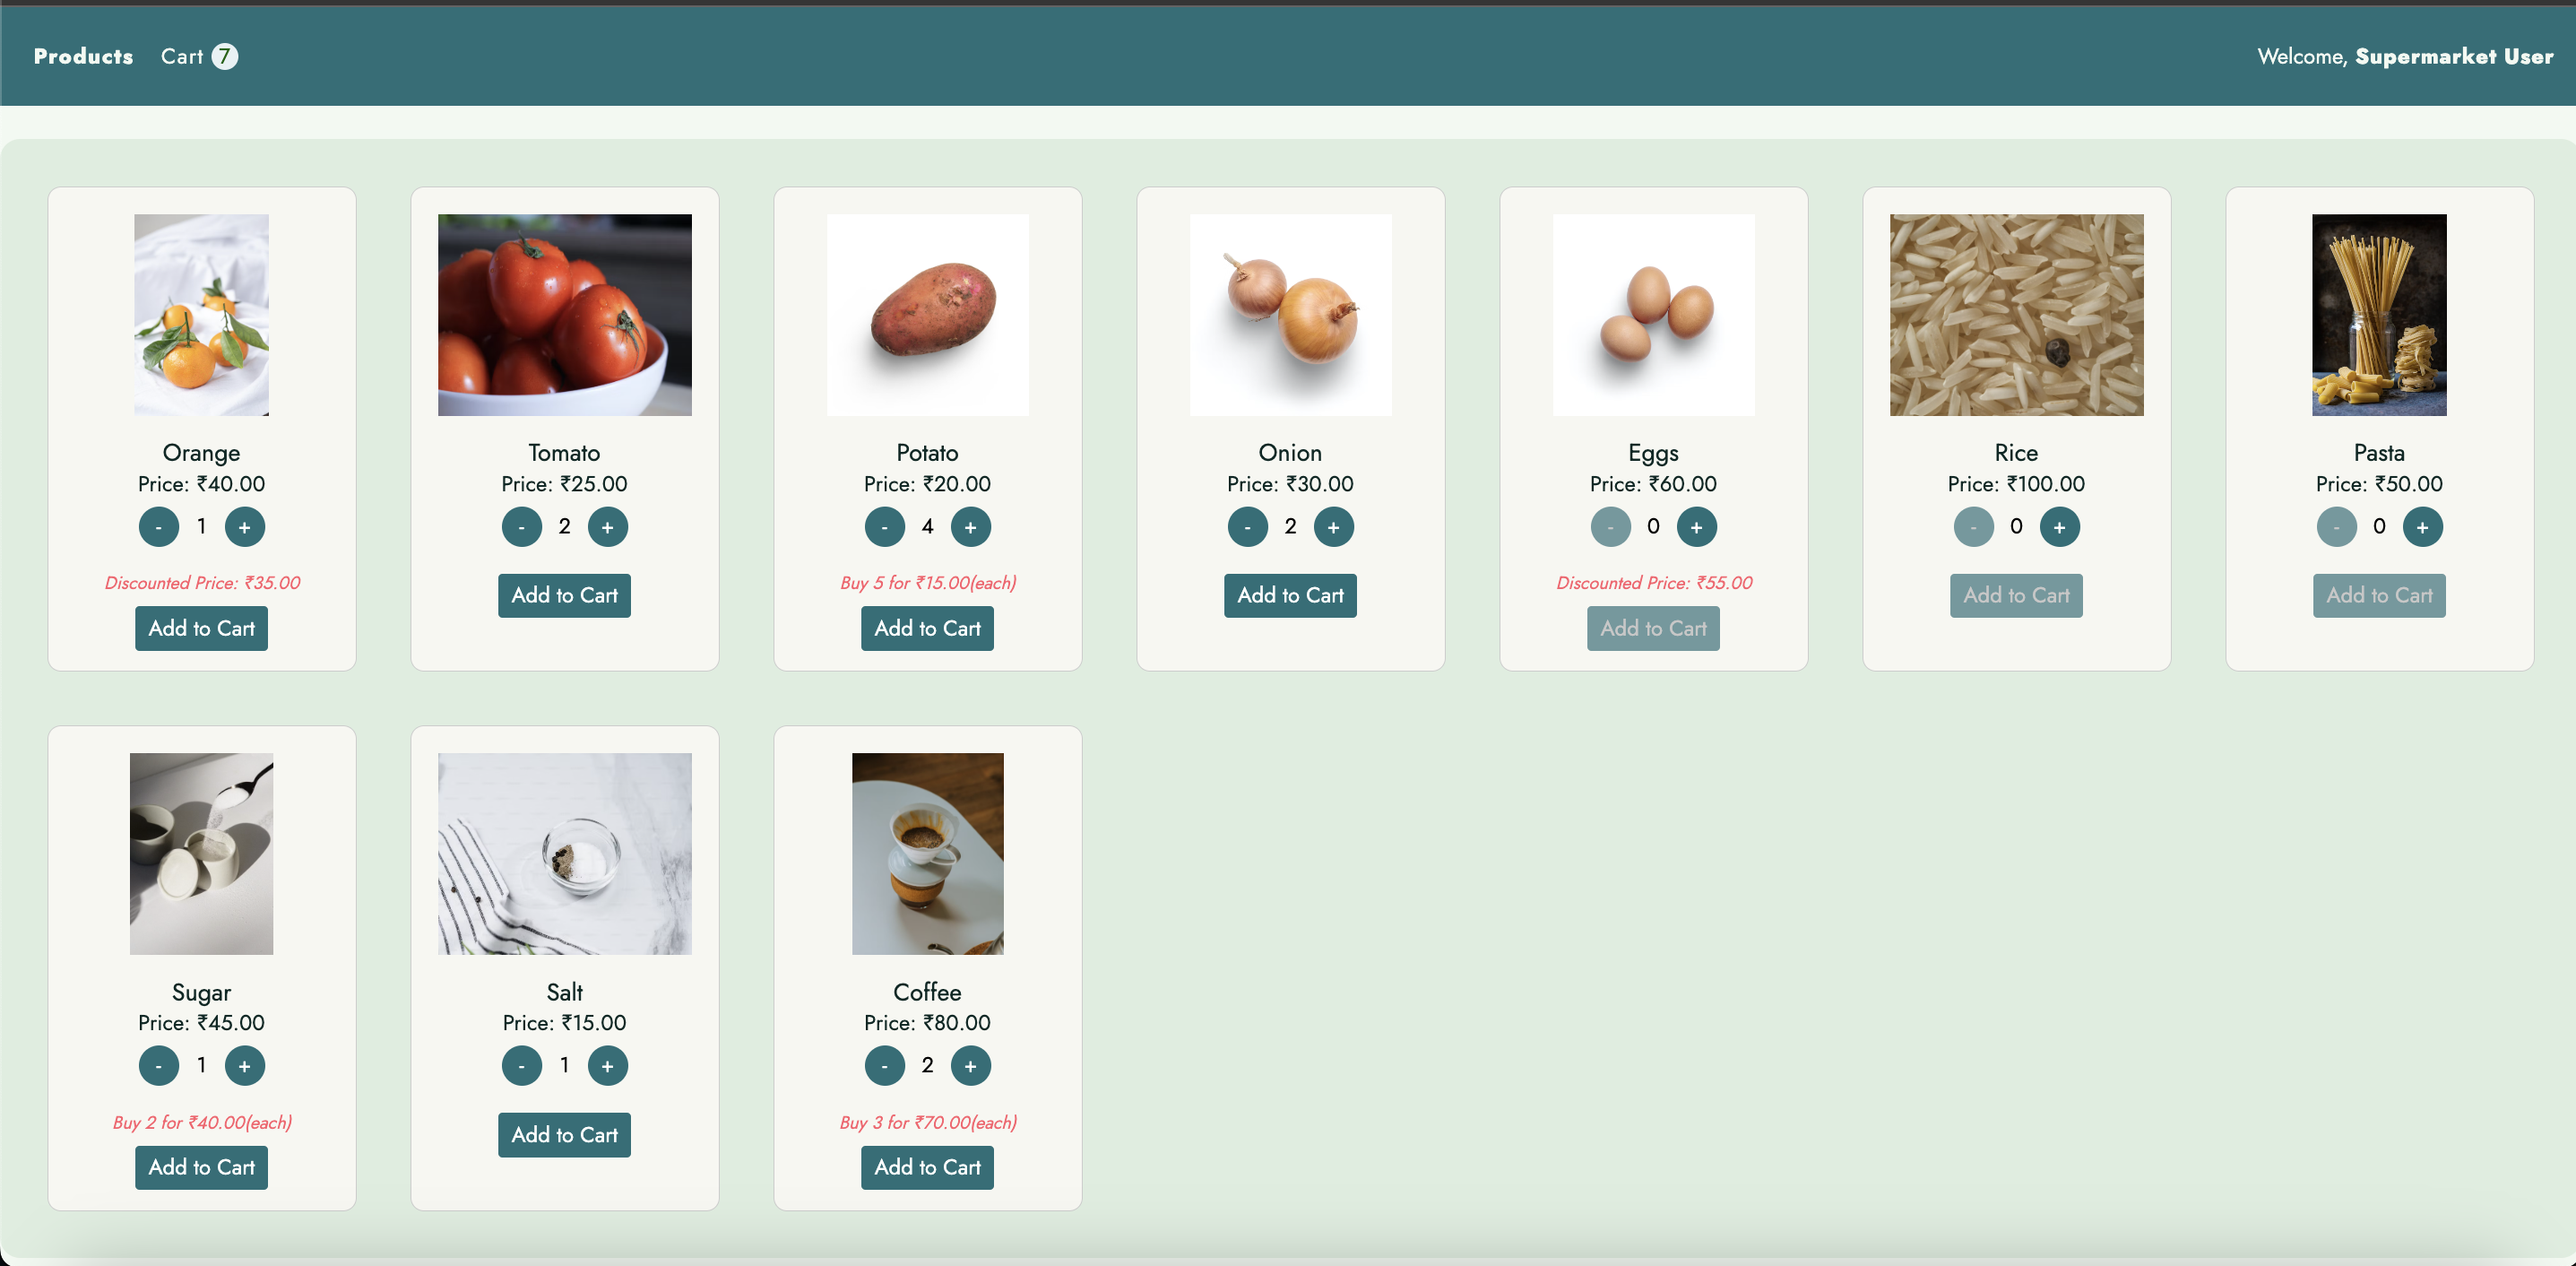 Products Cart 7 Welcome, Supermarket User
Orange
Price: ₹40.00
- 1 +
Discounted Price: ₹35.00
Add to Cart
Tomato
Price: ₹25.00
- 2 +
Add to Cart
Potato
Price: ₹20.00
- 4 +
Buy 5 for ₹15.00(each)
Add to Cart
Onion
Price: ₹30.00
- 2 +
Add to Cart
Eggs
Price: ₹60.00
- 0 +
Discounted Price: ₹55.00
Add to Cart
Rice
Price: ₹100.00
- 0 +
Add to Cart
Pasta
Price: ₹50.00
- 0 +
Add to Cart
Sugar
Price: ₹45.00
- 1 +
Buy 2 for ₹40.00(each)
Add to Cart
Salt
Price: ₹15.00
- 1 +
Add to Cart
Coffee
Price: ₹80.00
- 2 +
Buy 3 for ₹70.00(each)
Add to Cart